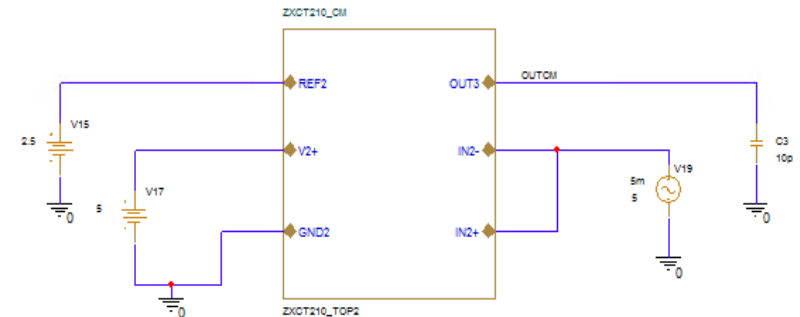 ZXCT210_CM
REF2
OUT3
OUTCM
V15
2.5
C3
10p
V2+
IN2-
V19
5m
5
V17
5
GND2
IN2+
0
0
0
0
ZXCT210_TOP2